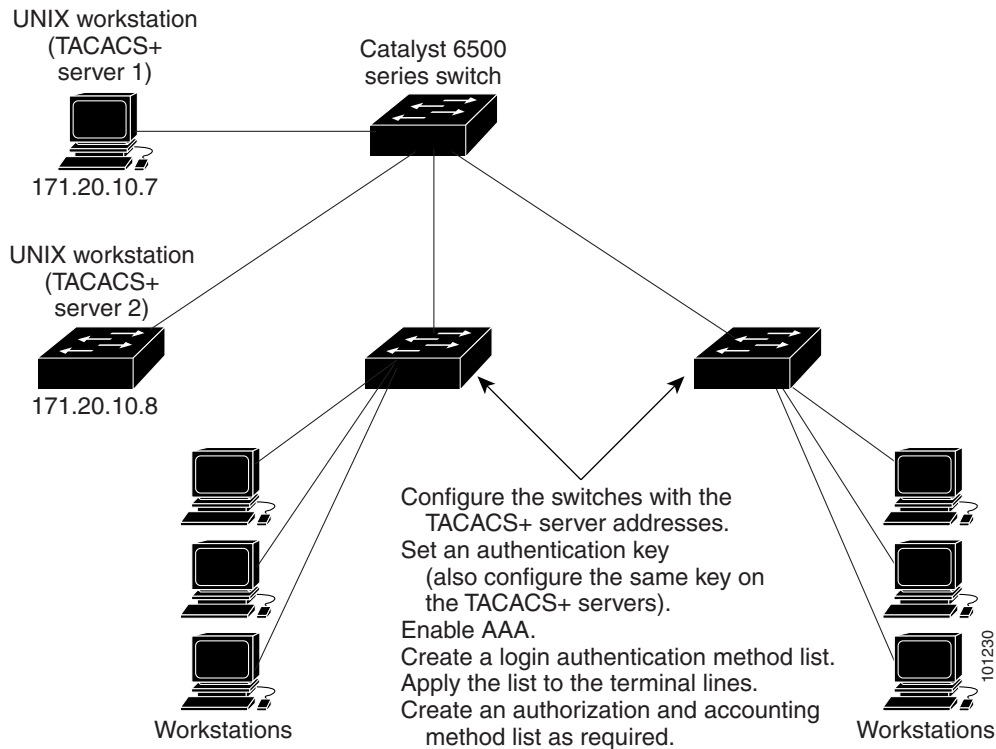 UNIX workstation
(TACACS+
server 1)
Catalyst 6500
series switch
171.20.10.7
UNIX workstation
(TACACS+
server 2)
171.20.10.8
Configure the switches with the
TACACS+ server addresses.
Set an authentication key
(also configure the same key on
the TACACS+ servers).
Enable AAA.
Create a login authentication method list.
Apply the list to the terminal lines.
Create an authorization and accounting
method list as required.
Workstations
Workstations
101230